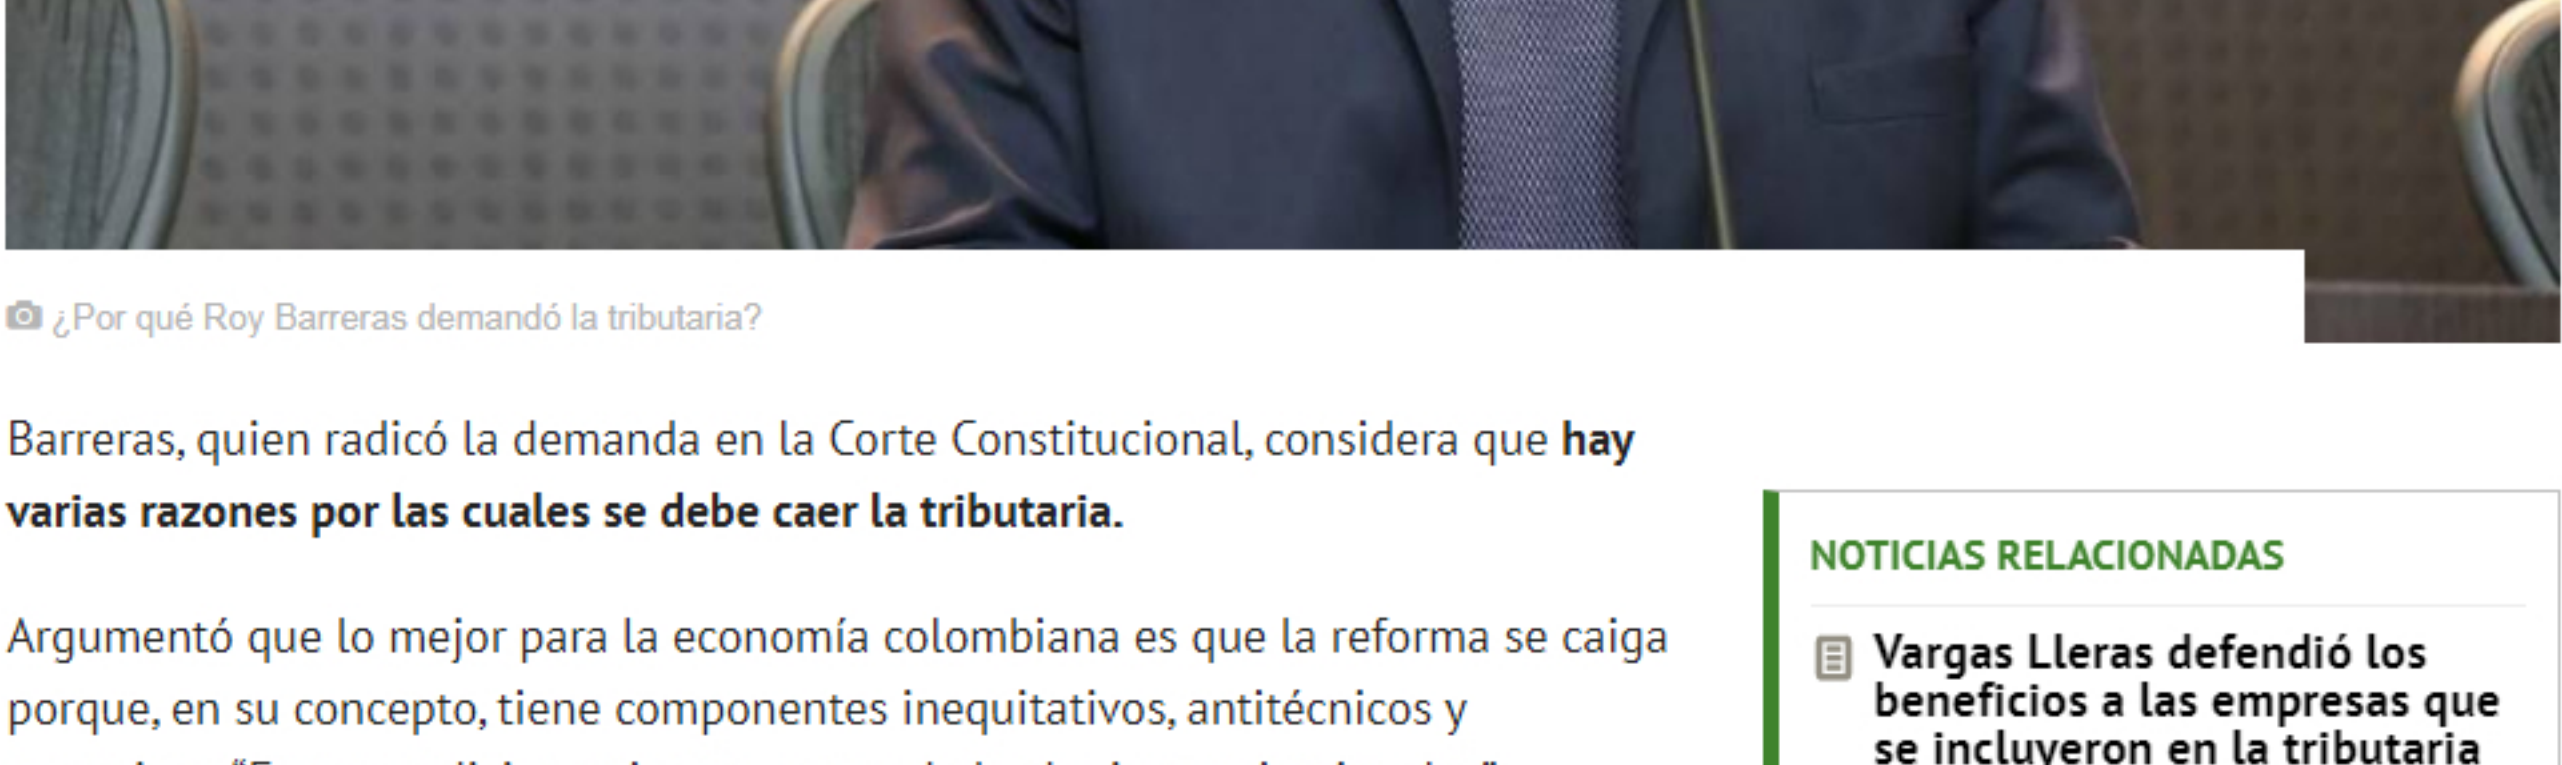 ¿Por qué Roy Barreras demandó la tributaria?
Barreras, quien radicó la demanda en la Corte Constitucional, considera que hay
varias razones por las cuales se debe caer la tributaria.
Argumentó que lo mejor para la economía colombiana es que la reforma se caiga
porque, en su concepto, tiene componentes inequitativos, antitécnicos y
NOTICIAS RELACIONADAS
Vargas Lleras defendió los
beneficios a las empresas que
se incluyeron en la tributaria